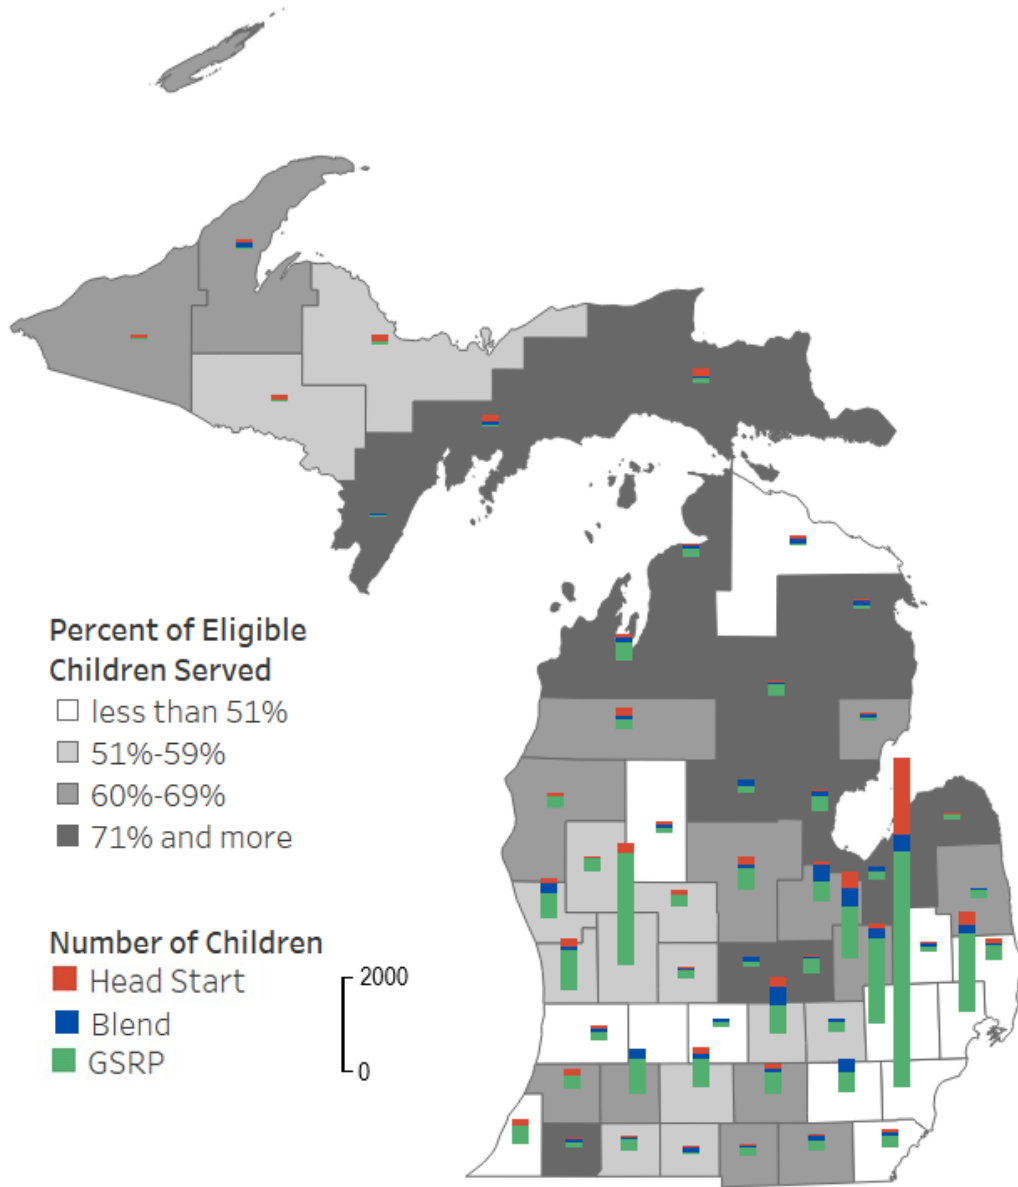 Percent of Eligible
Children Served
less than 51%
51%-59%
60%-69%
71% and more
Number of Children
Head Start
Blend
GSRP
2000
0